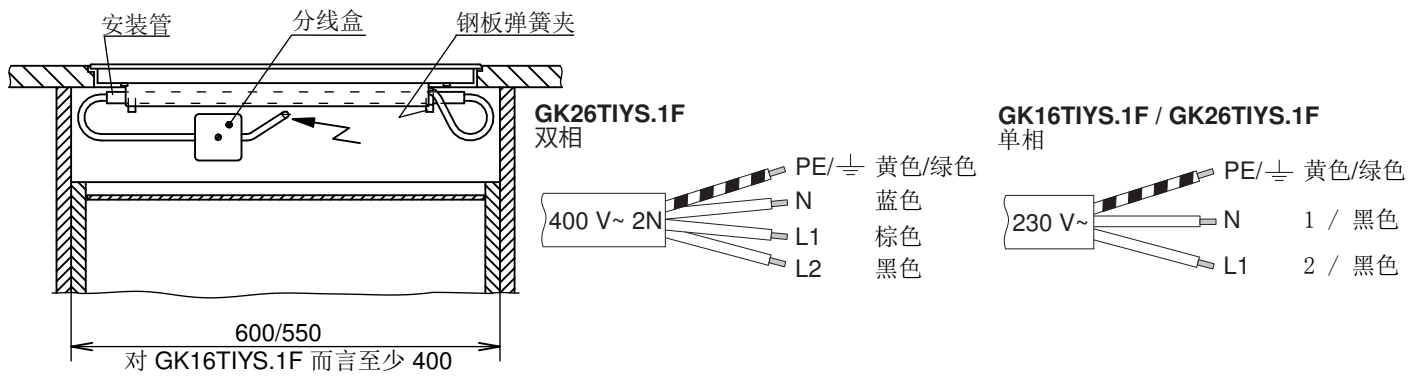 安装管
分线盒
钢板弹簧夹
600/550
对 GK16TIYS.1F 而言至少 400
GK26TIYS.1F
双相
400 V~ 2N
PE/⏚ 黄色/绿色
N 蓝色
L1 棕色
L2 黑色
GK16TIYS.1F / GK26TIYS.1F
单相
230 V~
PE/⏚ 黄色/绿色
N 1 / 黑色
L1 2 / 黑色